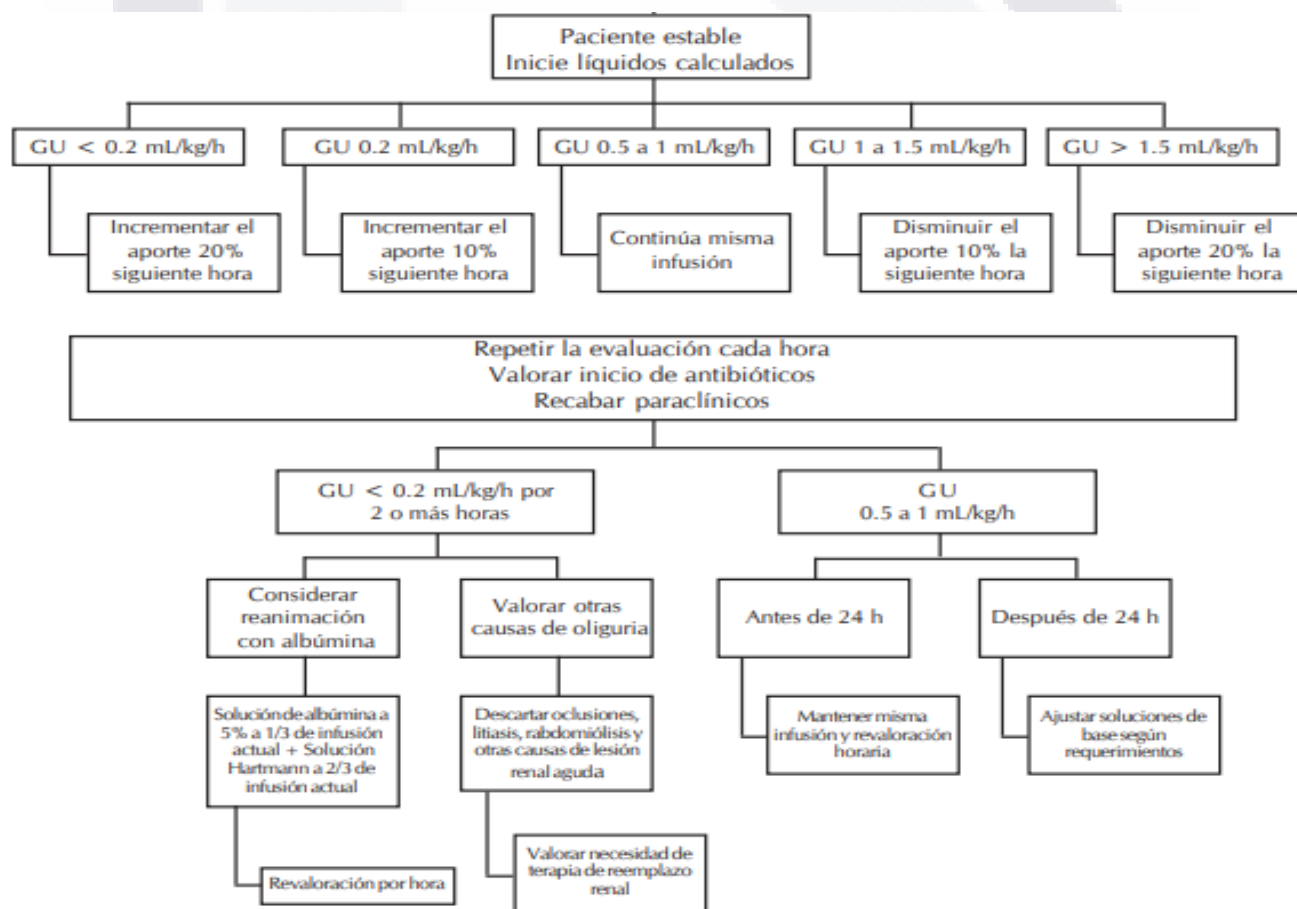 Paciente estable
Inicie líquidos calculados
GU < 0.2 mL/kg/h
GU 0.2 mL/kg/h
GU 0.5 a 1 mL/kg/h
GU 1 a 1.5 mL/kg/h
GU > 1.5 mL/kg/h
Incrementar el
aporte 20%
siguiente hora
Incrementar el
aporte 10%
siguiente hora
Continúa misma
infusión
Disminuir el
aporte 10% la
siguiente hora
Disminuir el
aporte 20% la
siguiente hora
Repetir la evaluación cada hora
Valorar inicio de antibióticos
Recabar paraclínicos
GU < 0.2 mL/kg/h por
2 o más horas
GU
0.5 a 1 mL/kg/h
Considerar
reanimación
con albúmina
Valorar otras
causas de oliguria
Antes de 24 h
Después de 24 h
Solución de albúmina a
5% a 1/3 de infusión
actual + Solución
Hartmann a 2/3 de
infusión actual
Descartar oclusiones,
litiasis, rabdomiólisis y
otras causas de lesión
renal aguda
Mantener misma
infusión y revaloración
horaria
Ajustar soluciones de
base según
requerimientos
Revaloración por hora
Valorar necesidad de
terapia de reemplazo
renal